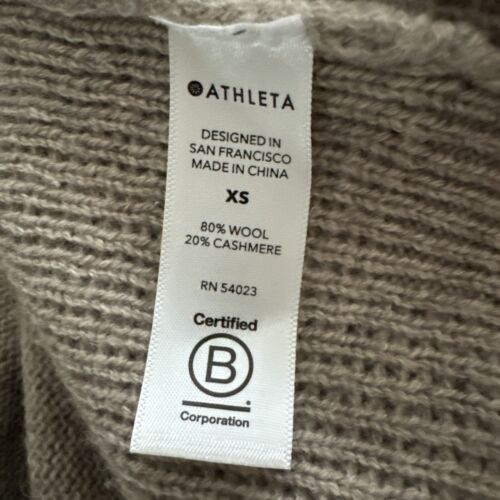 ATHLETA
DESIGNED IN
SAN FRANCISCO
MADE IN CHINA
XS
80% WOOL
20% CASHMERE
RN 54023
Certified
B
Corporation